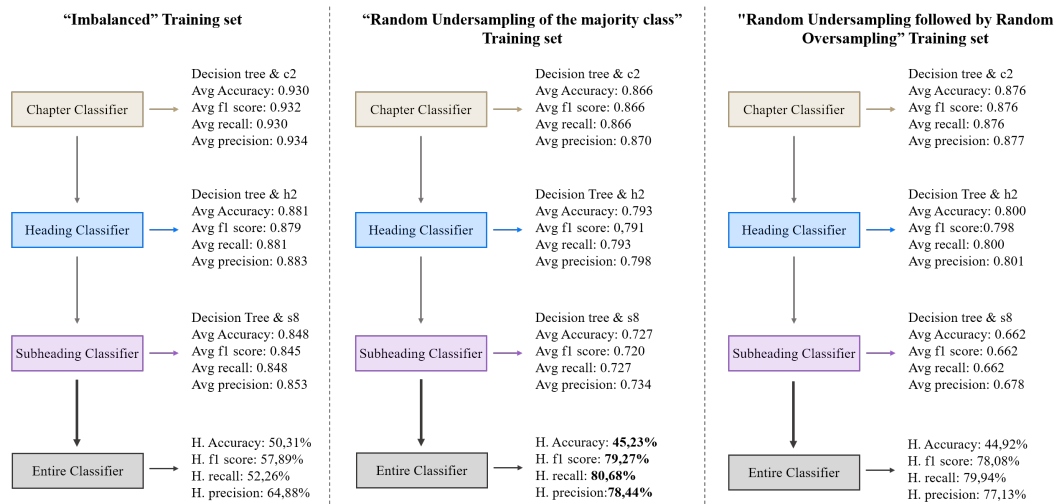 “Imbalanced” Training set
Chapter Classifier
Decision tree & c2
Avg Accuracy: 0.930
Avg f1 score: 0.932
Avg recall: 0.930
Avg precision: 0.934
Heading Classifier
Decision tree & h2
Avg Accuracy: 0.881
Avg f1 score: 0.879
Avg recall: 0.881
Avg precision: 0.883
Subheading Classifier
Decision Tree & s8
Avg Accuracy: 0.848
Avg f1 score: 0.845
Avg recall: 0.848
Avg precision: 0.853
Entire Classifier
H. Accuracy: 50,31%
H. f1 score: 57,89%
H. recall: 52,26%
H. precision: 64,88%
“Random Undersampling of the majority class”
Training set
Chapter Classifier
Decision tree & c2
Avg Accuracy: 0.866
Avg f1 score: 0.866
Avg recall: 0.866
Avg precision: 0.870
Heading Classifier
Decision Tree & h2
Avg Accuracy: 0.793
Avg f1 score: 0,791
Avg recall: 0.793
Avg precision: 0.798
Subheading Classifier
Decision tree & s8
Avg Accuracy: 0.727
Avg f1 score: 0.720
Avg recall: 0.727
Avg precision: 0.734
Entire Classifier
H. Accuracy: 45,23%
H. f1 score: 79,27%
H. recall: 80,68%
H. precision:78,44%
"Random Undersampling followed by Random
Oversampling” Training set
Chapter Classifier
Decision tree & c2
Avg Accuracy: 0.876
Avg f1 score: 0.876
Avg recall: 0.876
Avg precision: 0.877
Heading Classifier
Decision Tree & h2
Avg Accuracy: 0.800
Avg f1 score:0.798
Avg recall: 0.800
Avg precision: 0.801
Subheading Classifier
Decision tree & s8
Avg Accuracy: 0.662
Avg f1 score: 0.662
Avg recall: 0.662
Avg precision: 0.678
Entire Classifier
H. Accuracy: 44,92%
H. f1 score: 78,08%
H. recall: 79,94%
H. precision: 77,13%